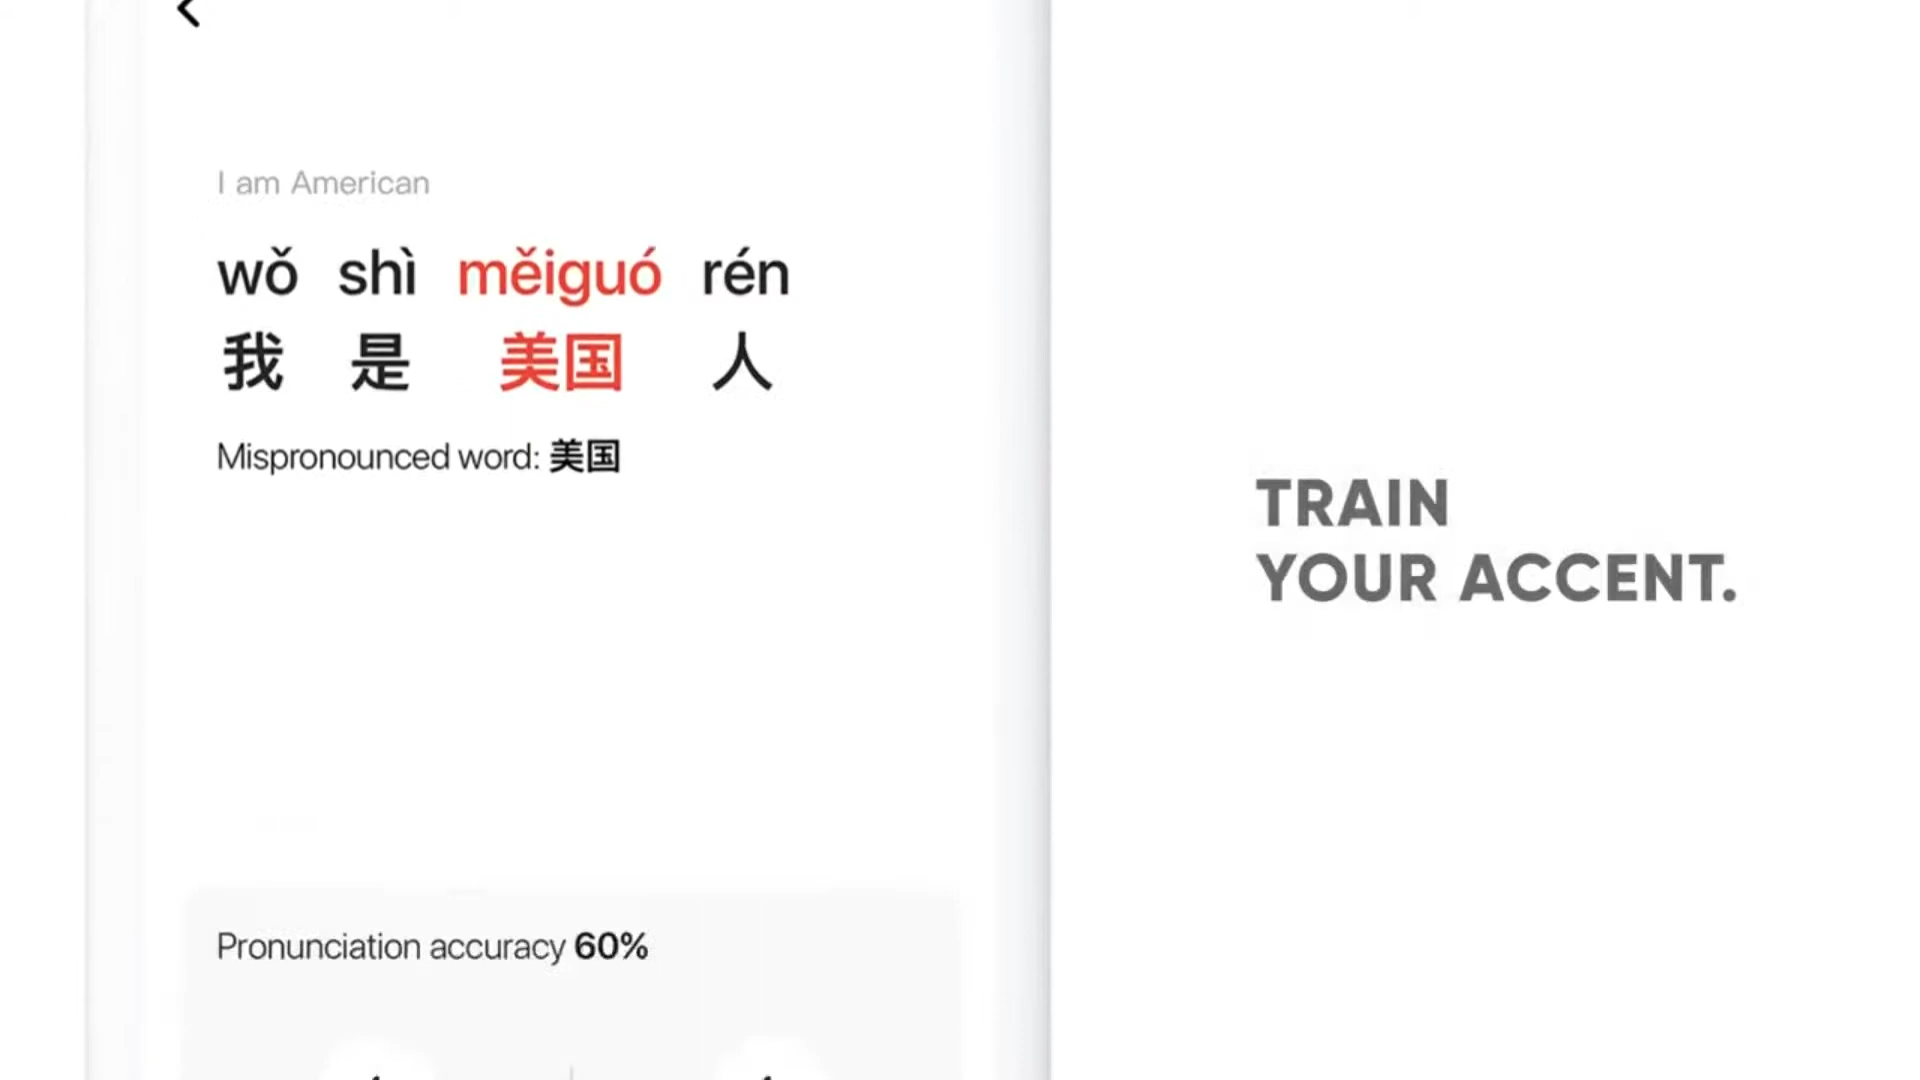 I am American
wǒ shì měiguó rén
我 是 美国 人
Mispronounced word: 美国
Pronunciation accuracy 60%
TRAIN
YOUR ACCENT.